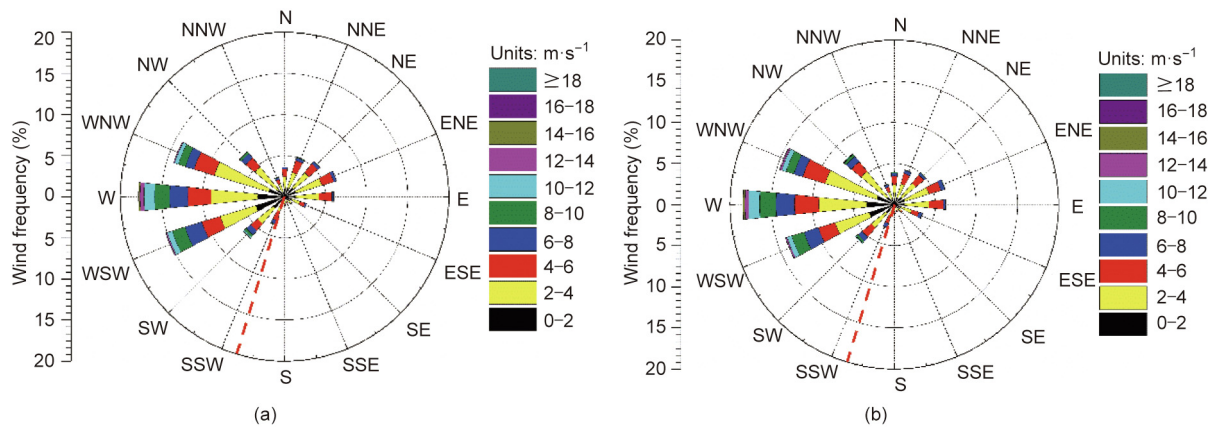 N
NNW
NNE
NW
NE
WNW
ENE
W
E
WSW
ESE
SW
SE
SSW
SSE
S
20
15
10
5
0
5
10
15
20
Wind frequency (%)
Units: m·s⁻¹
≥18
16–18
14–16
12–14
10–12
8–10
6–8
4–6
2–4
0–2
(a)
N
NNW
NNE
NW
NE
WNW
ENE
W
E
WSW
ESE
SW
SE
SSW
SSE
S
20
15
10
5
0
5
10
15
20
Wind frequency (%)
Units: m·s⁻¹
≥18
16–18
14–16
12–14
10–12
8–10
6–8
4–6
2–4
0–2
(b)